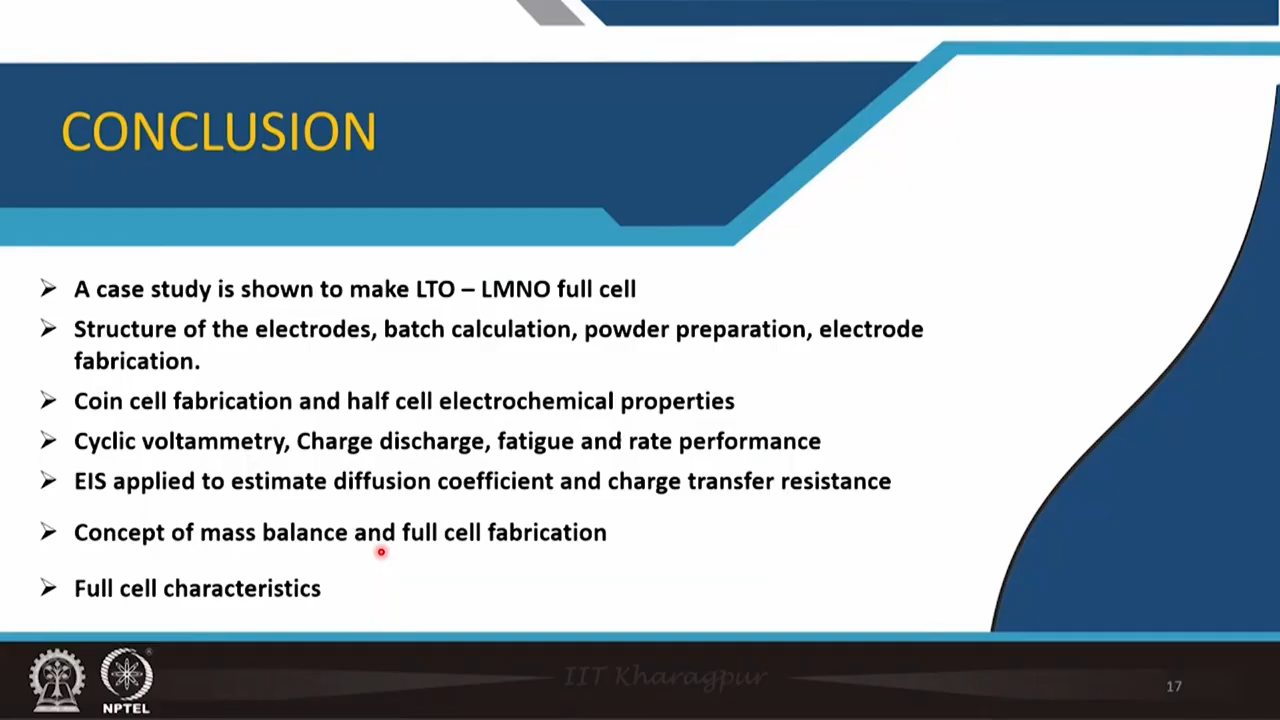 CONCLUSION
A case study is shown to make LTO – LMNO full cell
Structure of the electrodes, batch calculation, powder preparation, electrode
fabrication.
Coin cell fabrication and half cell electrochemical properties
Cyclic voltammetry, Charge discharge, fatigue and rate performance
EIS applied to estimate diffusion coefficient and charge transfer resistance
Concept of mass balance and full cell fabrication
Full cell characteristics
IIT Kharagpur
17
NPTEL